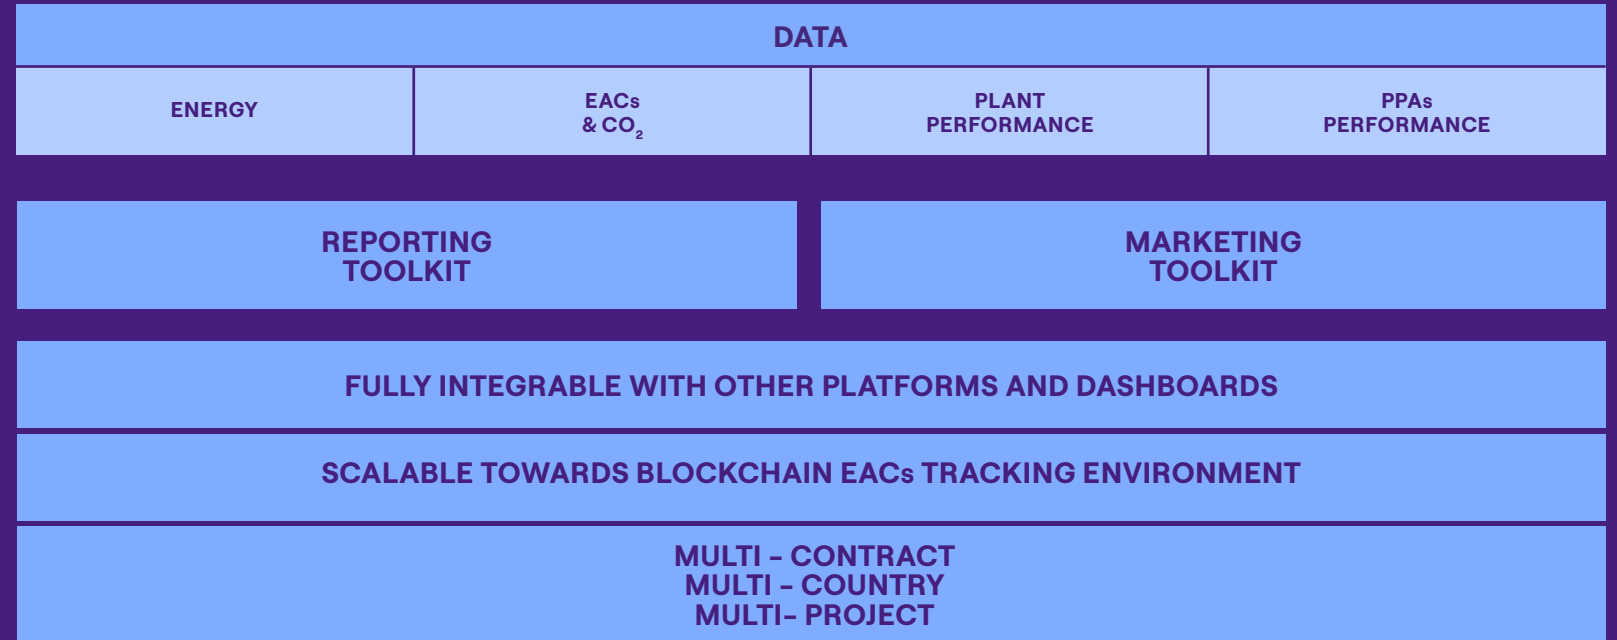 DATA
ENERGY
EACs
& CO₂
PLANT
PERFORMANCE
PPAs
PERFORMANCE
REPORTING
TOOLKIT
MARKETING
TOOLKIT
FULLY INTEGRABLE WITH OTHER PLATFORMS AND DASHBOARDS
SCALABLE TOWARDS BLOCKCHAIN EACs TRACKING ENVIRONMENT
MULTI – CONTRACT
MULTI – COUNTRY
MULTI– PROJECT